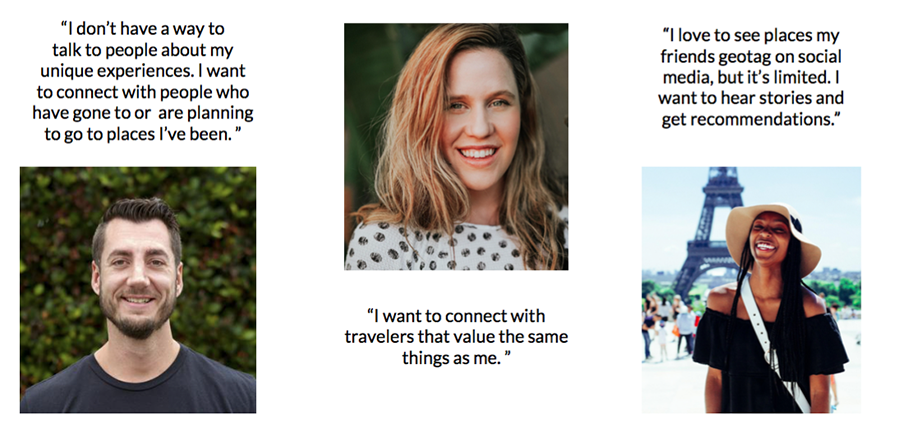 “I don’t have a way to
talk to people about my
unique experiences. I want
to connect with people who
have gone to or  are planning
to go to places I’ve been. ”
“I want to connect with
travelers that value the same
things as me. ”
“I love to see places my
friends geotag on social
media, but it’s limited. I
want to hear stories and
get recommendations.”